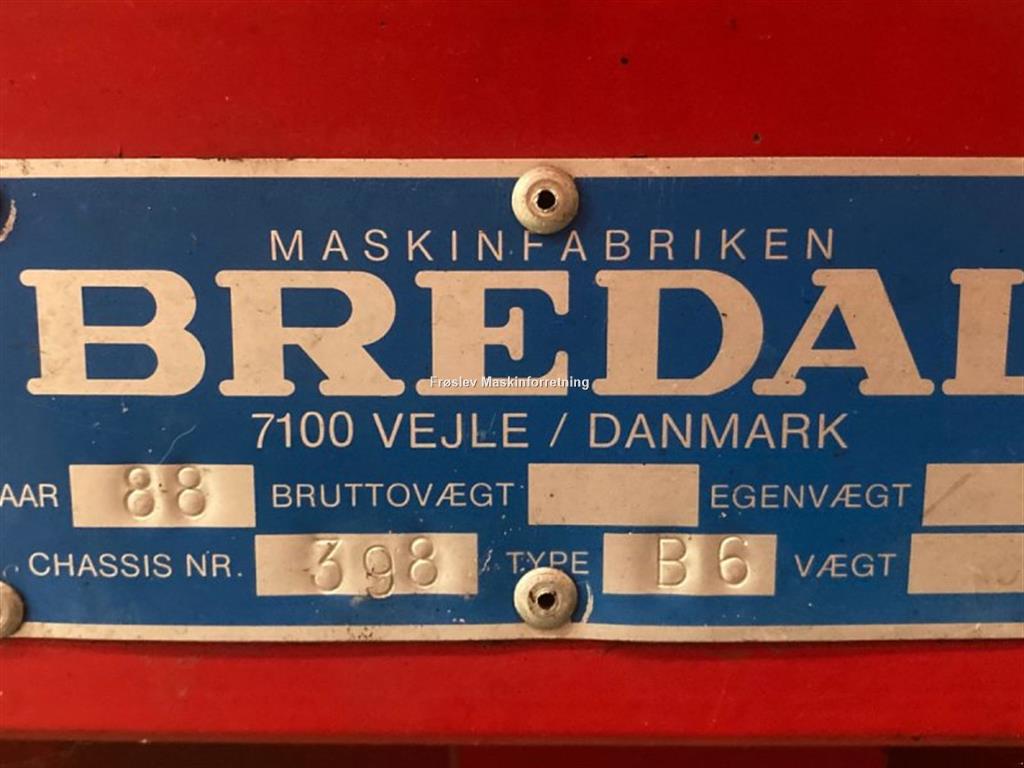 MASKINFABRIKEN
BREDAL
Frøslev Maskinforretning
7100 VEJLE / DANMARK
AAR 88 BRUTTOVÆGT EGENVÆGT
CHASSIS NR. 398 TYPE B6 VÆGT